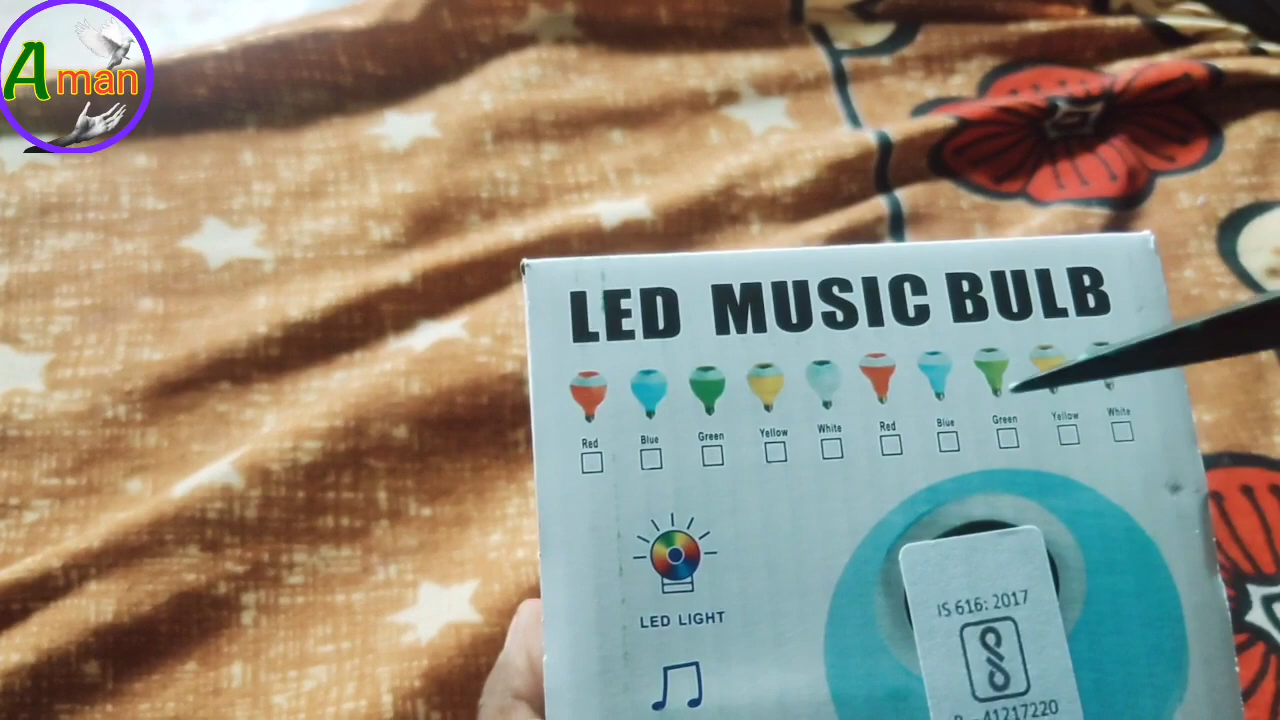 Aman
LED MUSIC BULB
Red Blue Green Yellow White Red Blue Green Yellow White
LED LIGHT
IS 616: 2017
R-41217220